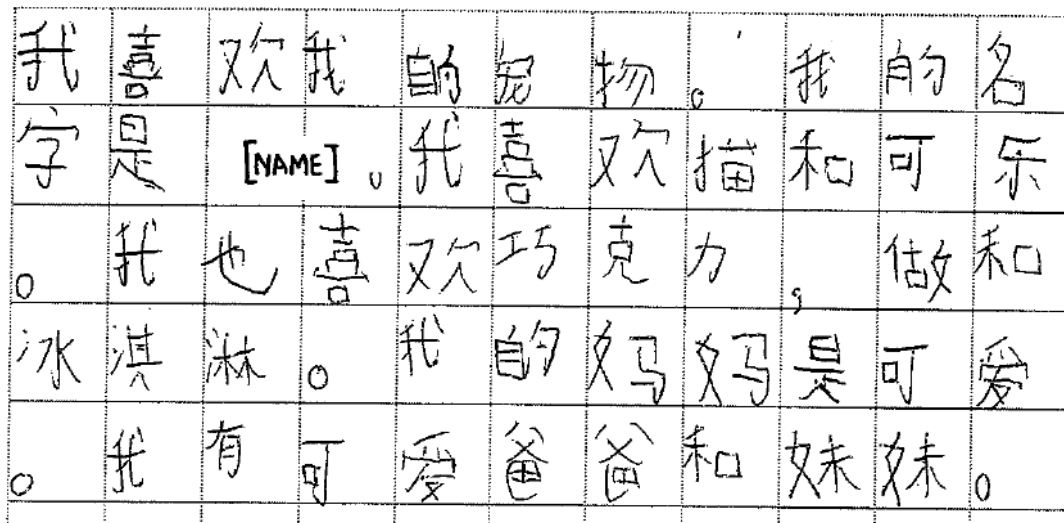 我喜欢我的宠物。我的名
字是[NAME]。我喜欢描和可乐
。我也喜欢巧克力，做和
冰淇淋。我的妈妈是可爱
。我有可爱爸爸和妹妹。